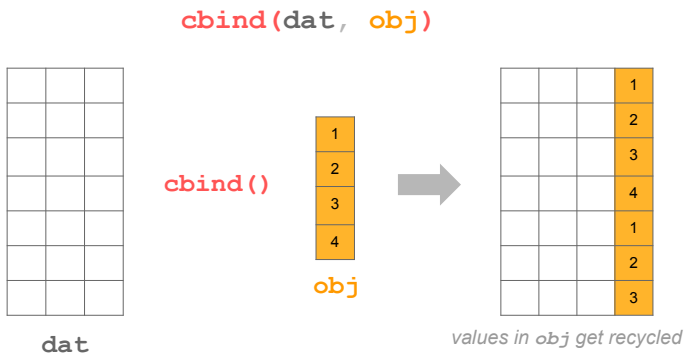 cbind(dat, obj)
cbind()
1
2
3
4
obj
dat
1
2
3
4
1
2
3
values in obj get recycled